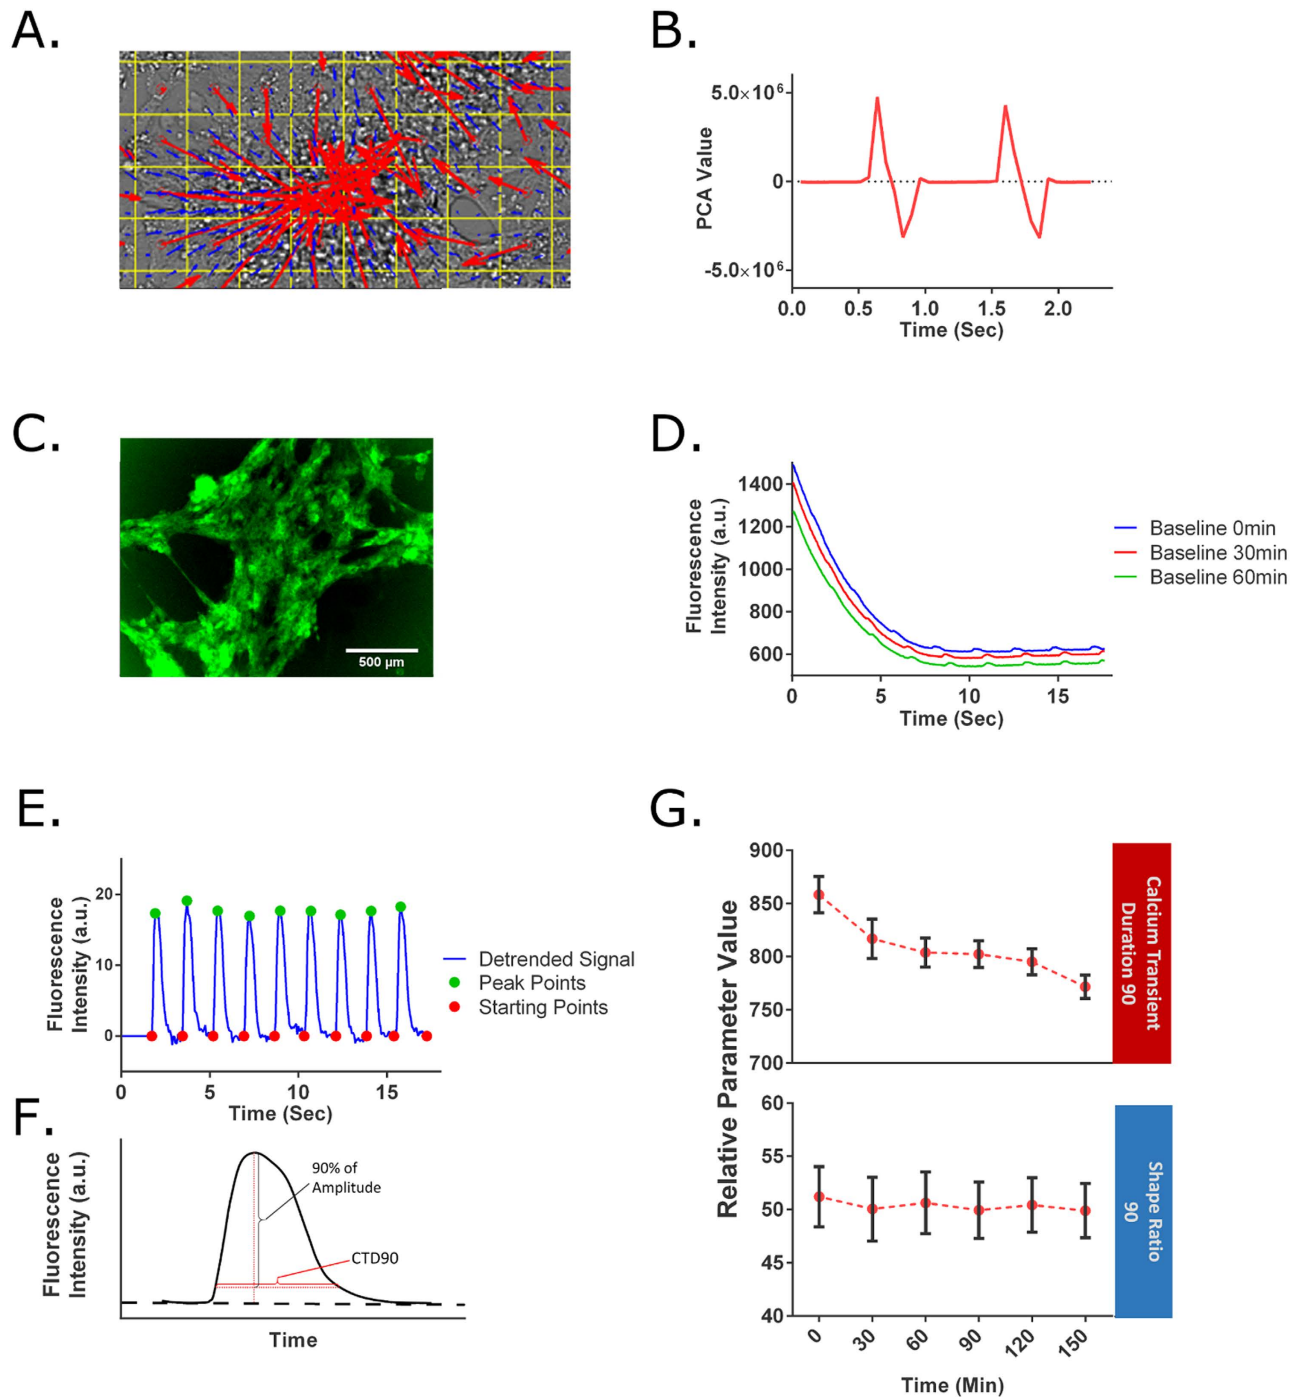 A.
B.
PCA Value
5.0×10⁶
0
-5.0×10⁶
0.0 0.5 1.0 1.5 2.0
Time (Sec)
C.
500 µm
D.
Fluorescence
Intensity (a.u.)
1400
1200
1000
800
600
0 5 10 15
Time (Sec)
Baseline 0min
Baseline 30min
Baseline 60min
E.
Fluorescence
Intensity (a.u.)
20
10
0
0 5 10 15
Time (Sec)
Detrended Signal
Peak Points
Starting Points
F.
Fluorescence
Intensity (a.u.)
90% of
Amplitude
CTD90
Time
G.
Relative Parameter Value
900
850
800
750
700
Calcium Transient
Duration 90
60
55
50
45
40
Shape Ratio
90
0 30 60 90 120 150
Time (Min)